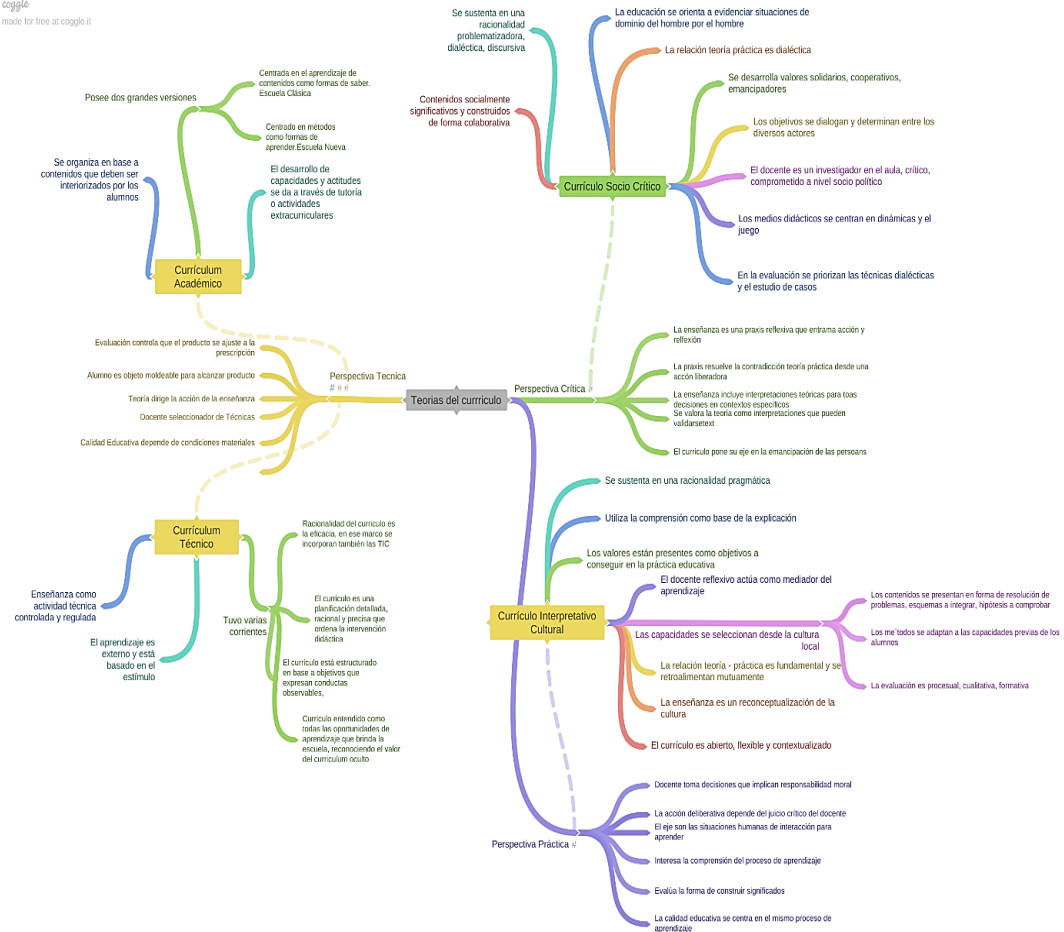 coggle
made for free at coggle.it
Se sustenta en una
racionalidad
problematizadora,
dialéctica, discursiva
La educación se orienta a evidenciar situaciones de
dominio del hombre por el hombre
La relación teoría práctica es dialéctica
Contenidos socialmente
significativos y construidos
de forma colaborativa
Se desarrolla valores solidarios, cooperativos,
emancipadores
Los objetivos se dialogan y determinan entre los
diversos actores
El docente es un investigador en el aula, crítico,
comprometido a nivel socio político
Los medios didácticos se centran en dinámicas y el
juego
En la evaluación se priorizan las técnicas dialécticas
y el estudio de casos
Currículo Socio Crítico
Posee dos grandes versiones
Centrada en el aprendizaje de
contenidos como formas de saber.
Escuela Clásica
Centrado en métodos
como formas de
aprender.Escuela Nueva
Se organiza en base a
contenidos que deben ser
interiorizados por los
alumnos
El desarrollo de
capacidades y actitudes
se da a través de tutoría
o actividades
extracurriculares
Currículum
Académico
Evaluación controla que el producto se ajuste a la
prescripción
Alumno es objeto moldeable para alcanzar producto
Teoría dirige la acción de la enseñanza
Docente seleccionador de Técnicas
Calidad Educativa depende de condiciones materiales
Perspectiva Tecnica
# # #
Teorias del currriculo
Perspectiva Crítica #
La enseñanza es una praxis reflexiva que entrama acción y
reflexión
La praxis resuelve la contradicción teoría práctica desde una
accón liberadora
La enseñanza incluye interpretaciones teóricas para toas
decisiones en contextos específicos
Se valora la teoría como interpretaciones que pueden
validarsetext
El curriculo pone su eje en la emancipación de las persoans
Currículum
Técnico
Enseñanza como
actividad técnica
controlada y regulada
El aprendizaje es
externo y está
basado en el
estímulo
Tuvo varias
corrientes
Racionalidad del curriculo es
la eficacia, en ese marco se
incorporan también las TIC
El curriculo es una
planificación detallada,
racional y precisa que
ordena la intervención
didáctica
El currículo está estructurado
en base a objetivos que
expresan conductas
observables,
Curriculo entendido como
todas las oportunidades de
aprendizaje que brinda la
escuela, reconociendo el valor
del curriculum oculto
Se sustenta en una racionalidad pragmática
Utiliza la comprensión como base de la explicación
Los valores están presentes como objetivos a
conseguir en la práctica educativa
El docente reflexivo actúa como mediador del
aprendizaje
Currículo Interpretativo
Cultural
Las capacidades se seleccionan desde la cultura
local
Los contenidos se presentan en forma de resolución de
problemas, esquemas a integrar, hipótesis a comprobar
Los me´todos se adaptan a las capacidades previas de los
alumnos
La evaluación es procesual, cualitativa, formativa
La relación teoría - práctica es fundamental y se
retroalimentan mutuamente
La enseñanza es un reconceptualización de la
cultura
El currículo es abierto, flexible y contextualizado
Perspectiva Práctica #
Docente toma decisiones que implican responsabilidad moral
La acción deliberativa depende del juicio crítico del docente
El eje son las situaciones humanas de interacción para
aprender
Interesa la comprensión del proceso de aprendizaje
Evalúa la forma de construir significados
La calidad educativa se centra en el mismo proceso de
aprendizaje